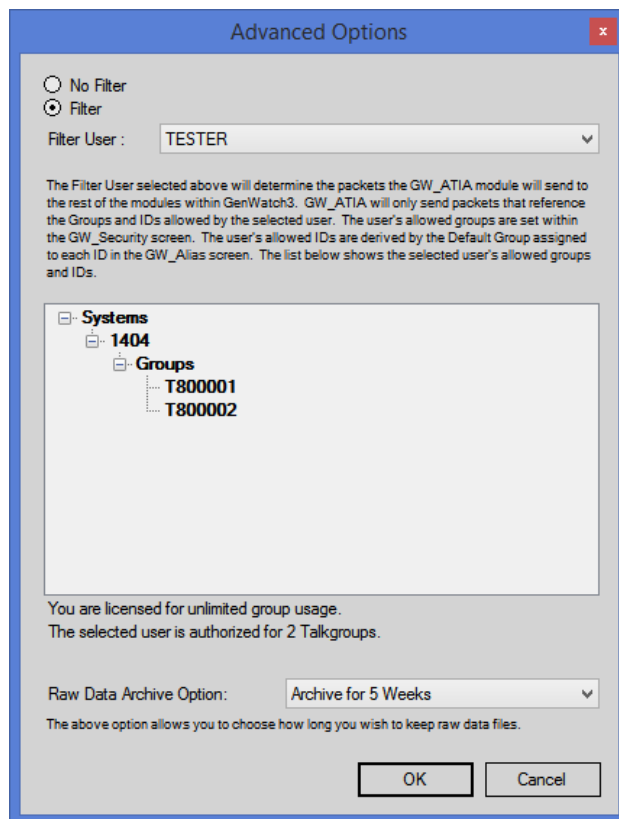 Advanced Options
x
No Filter
Filter
Filter User : TESTER
The Filter User selected above will determine the packets the GW_ATIA module will send to
the rest of the modules within GenWatch3. GW_ATIA will only send packets that reference
the Groups and IDs allowed by the selected user. The user's allowed groups are set within
the GW_Security screen. The user's allowed IDs are derived by the Default Group assigned
to each ID in the GW_Alias screen. The list below shows the selected user's allowed groups
and IDs.
Systems
1404
Groups
T800001
T800002
You are licensed for unlimited group usage.
The selected user is authorized for 2 Talkgroups.
Raw Data Archive Option: Archive for 5 Weeks
The above option allows you to choose how long you wish to keep raw data files.
OK Cancel